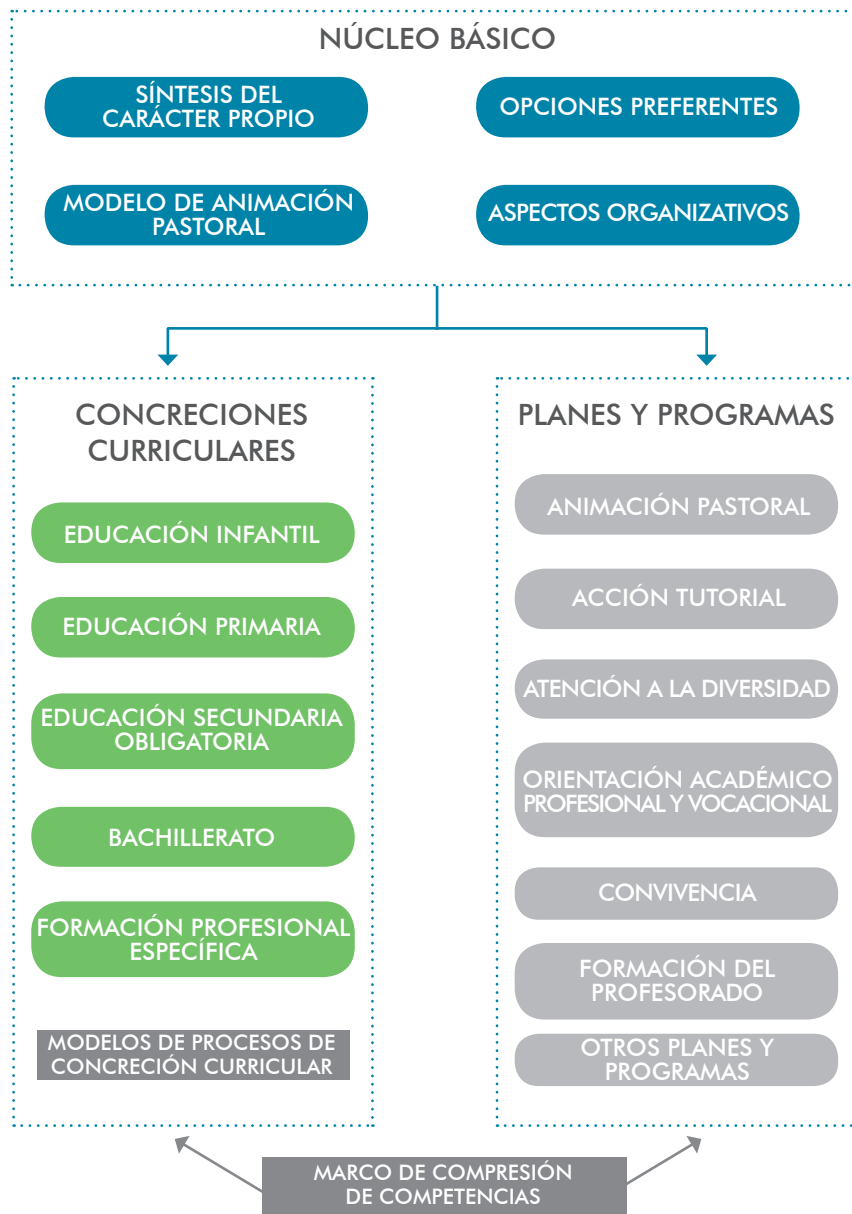 NÚCLEO BÁSICO
SÍNTESIS DEL
CARÁCTER PROPIO
OPCIONES PREFERENTES
MODELO DE ANIMACIÓN
PASTORAL
ASPECTOS ORGANIZATIVOS
CONCRECIONES
CURRICULARES
EDUCACIÓN INFANTIL
EDUCACIÓN PRIMARIA
EDUCACIÓN SECUNDARIA
OBLIGATORIA
BACHILLERATO
FORMACIÓN PROFESIONAL
ESPECÍFICA
MODELOS DE PROCESOS DE
CONCRECIÓN CURRICULAR
PLANES Y PROGRAMAS
ANIMACIÓN PASTORAL
ACCIÓN TUTORIAL
ATENCIÓN A LA DIVERSIDAD
ORIENTACIÓN ACADÉMICO
PROFESIONAL Y VOCACIONAL
CONVIVENCIA
FORMACIÓN DEL
PROFESORADO
OTROS PLANES Y
PROGRAMAS
MARCO DE COMPRESIÓN
DE COMPETENCIAS